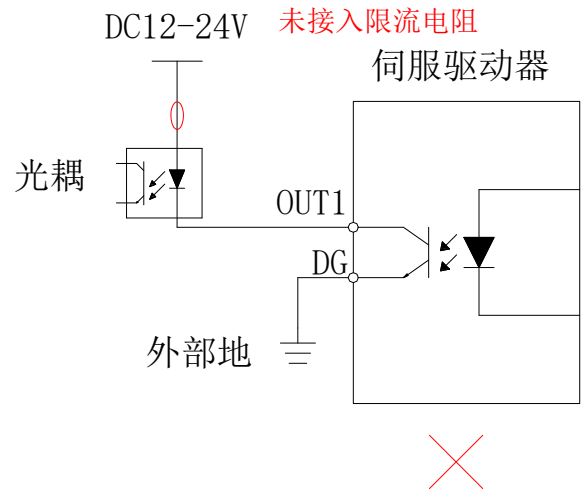 DC12-24V 未接入限流电阻
伺服驱动器
光耦
OUT1
DG
外部地